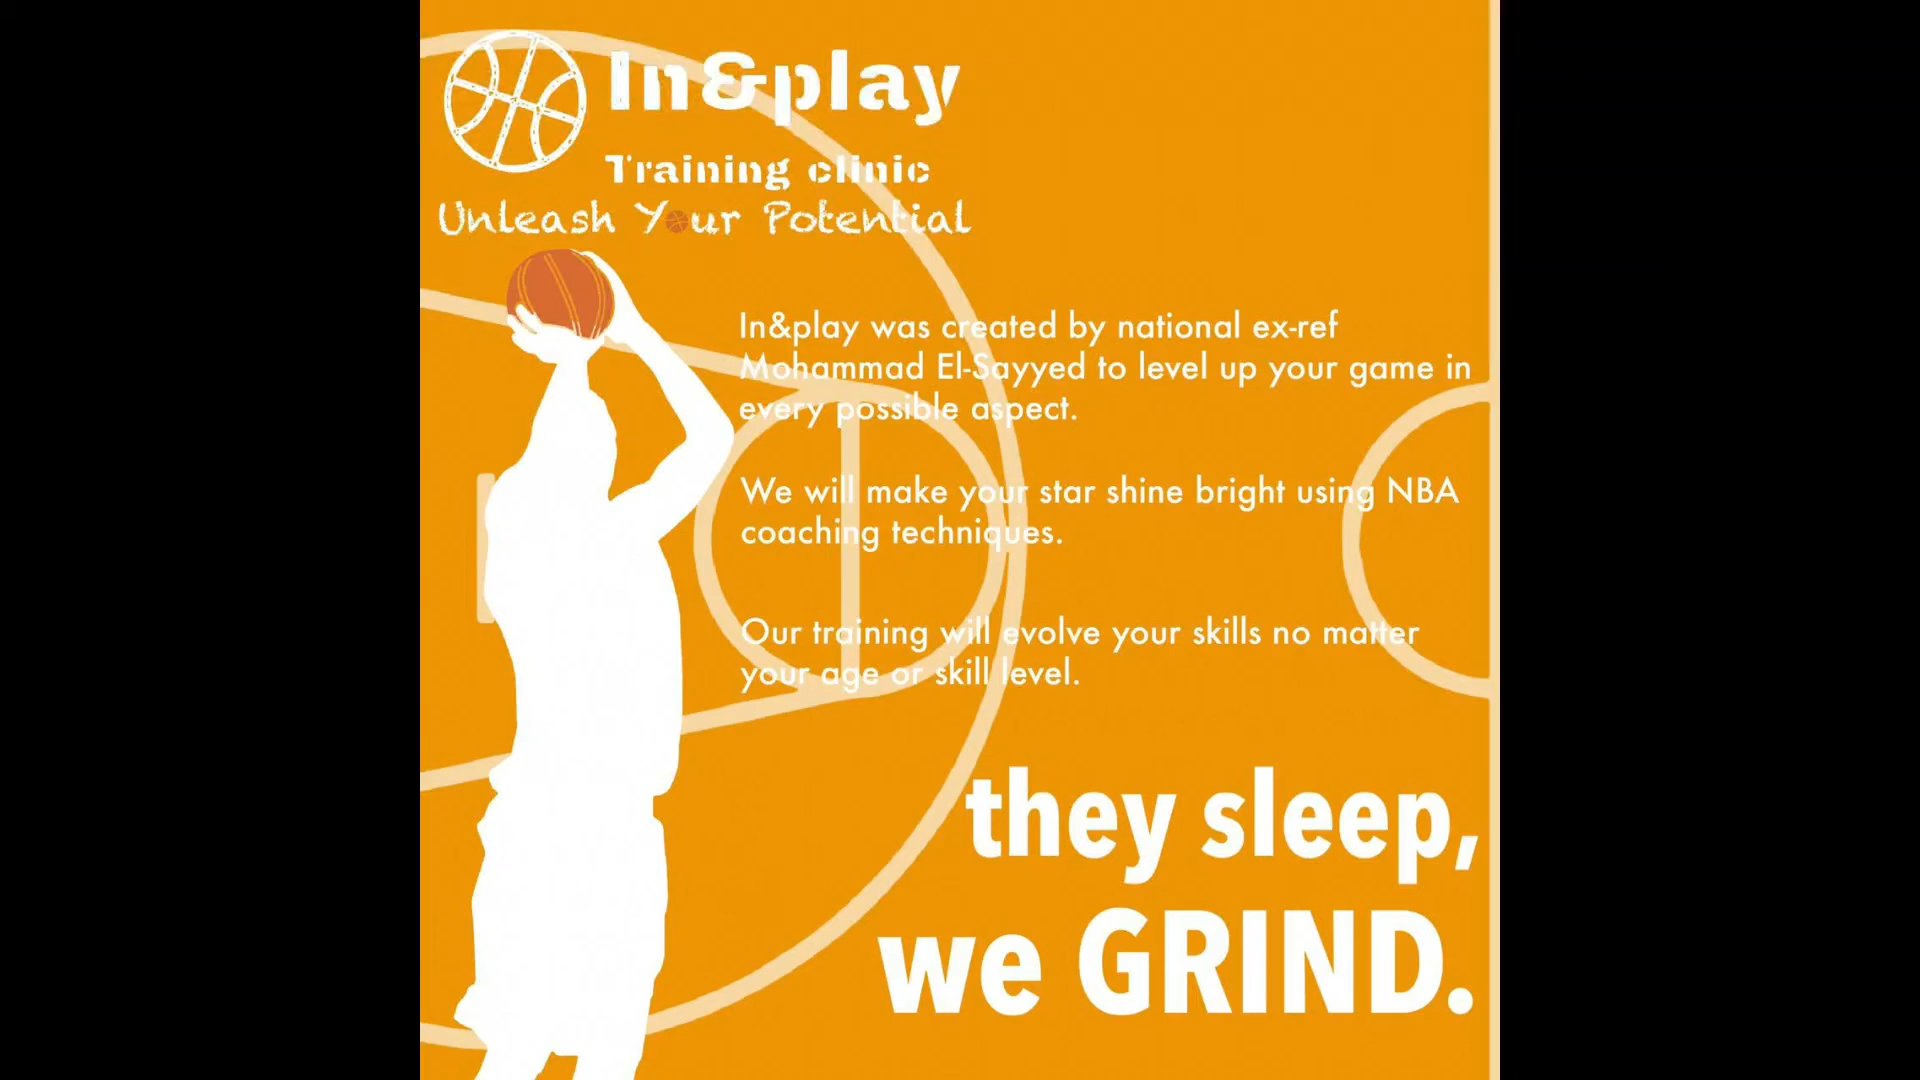 In&play
Training clinic
Unleash Your Potential
In&play was created by national ex-ref
Mohammad El-Sayyed to level up your game in
every possible aspect.
We will make your star shine bright using NBA
coaching techniques.
Our training will evolve your skills no matter
your age or skill level.
they sleep,
we GRIND.